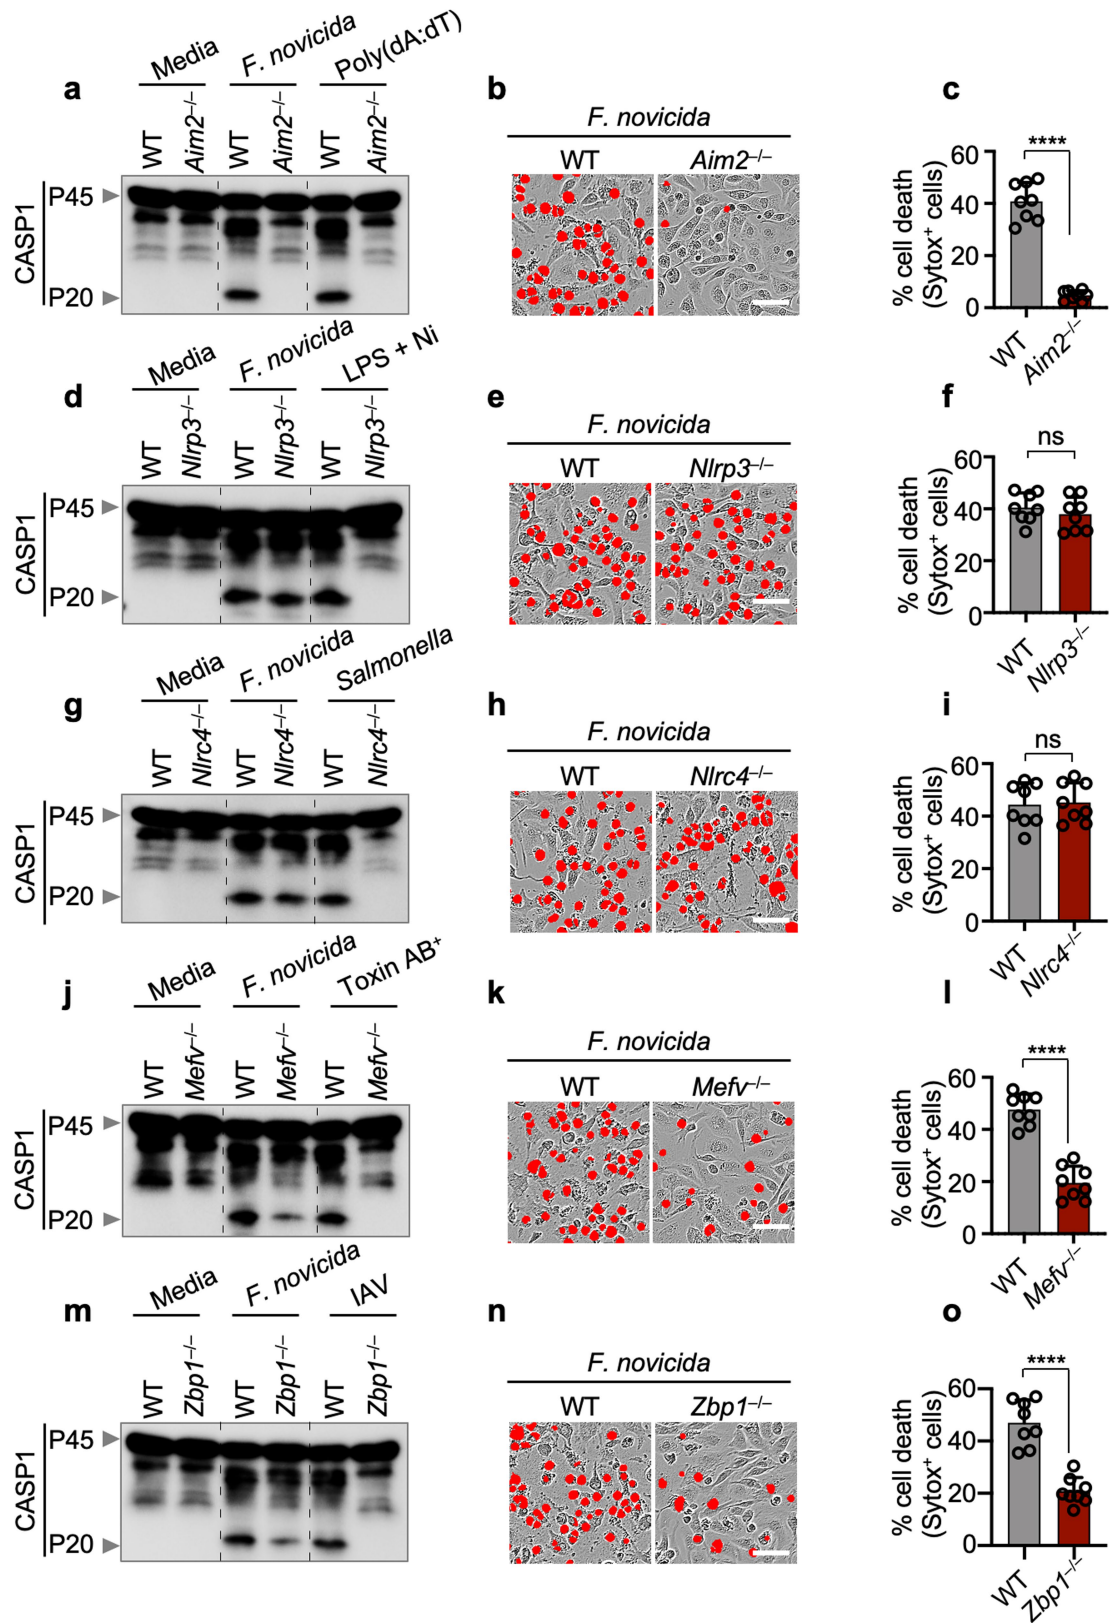 a
Media
F. novicida
Poly(dA:dT)
WT
Aim2–/–
WT
Aim2–/–
WT
Aim2–/–
CASP1
P45
P20
b
F. novicida
WT
Aim2–/–
c
% cell death
(Sytox+ cells)
60
40
20
0
****
WT
Aim2–/–
d
Media
F. novicida
LPS + Ni
WT
Nlrp3–/–
WT
Nlrp3–/–
WT
Nlrp3–/–
CASP1
P45
P20
e
F. novicida
WT
Nlrp3–/–
f
% cell death
(Sytox+ cells)
60
40
20
0
ns
WT
Nlrp3–/–
g
Media
F. novicida
Salmonella
WT
Nlrc4–/–
WT
Nlrc4–/–
WT
Nlrc4–/–
CASP1
P45
P20
h
F. novicida
WT
Nlrc4–/–
i
% cell death
(Sytox+ cells)
60
40
20
0
ns
WT
Nlrc4–/–
j
Media
F. novicida
Toxin AB+
WT
Mefv–/–
WT
Mefv–/–
WT
Mefv–/–
CASP1
P45
P20
k
F. novicida
WT
Mefv–/–
l
% cell death
(Sytox+ cells)
60
40
20
0
****
WT
Mefv–/–
m
Media
F. novicida
IAV
WT
Zbp1–/–
WT
Zbp1–/–
WT
Zbp1–/–
CASP1
P45
P20
n
F. novicida
WT
Zbp1–/–
o
% cell death
(Sytox+ cells)
60
40
20
0
****
WT
Zbp1–/–